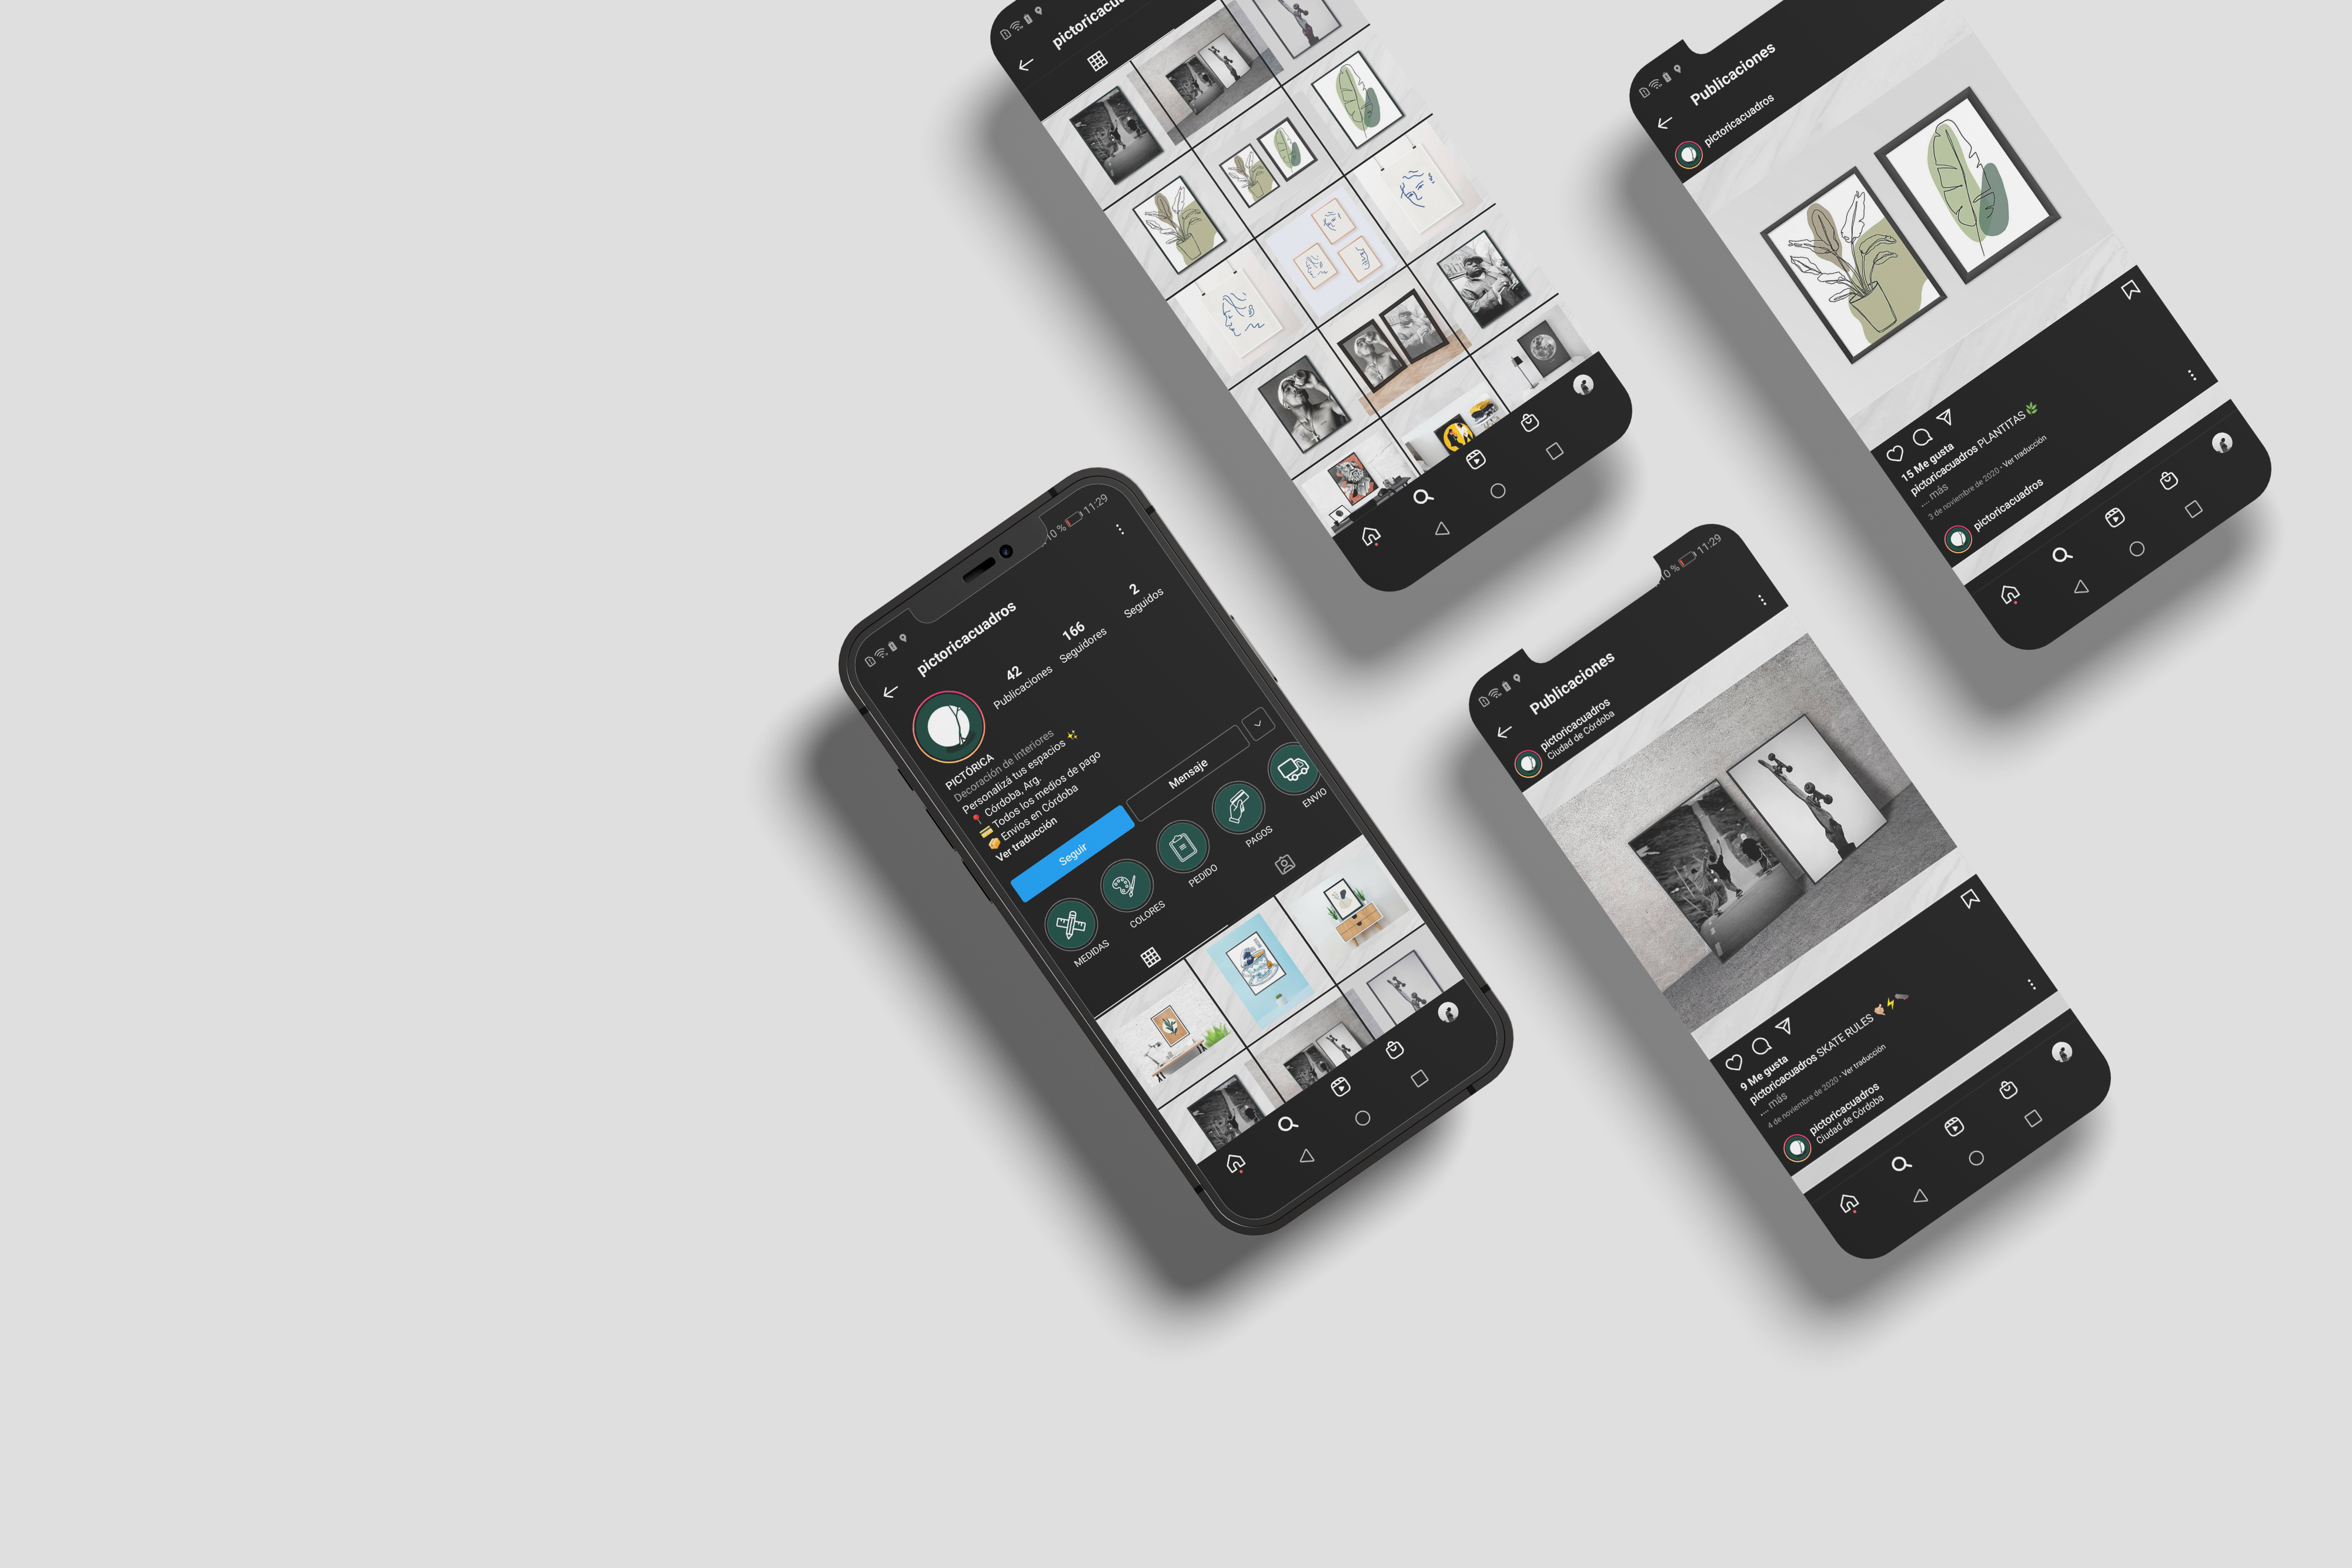 pictoricacu
Publicaciones
pictoricacuadros
15 Me gusta
pictoricacuadros PLANTITAS 🌿
... más
3 de noviembre de 2020 · Ver traducción
pictoricacuadros
10 % 11:29
pictoricacuadros
42
Publicaciones
166
Seguidores
2
Seguidos
PICTÓRICA
Decoración de interiores
Personalizá tus espacios ✨
📍 Córdoba, Arg.
💳 Todos los medios de pago
📦 Envios en Córdoba
Ver traducción
Seguir
Mensaje
MEDIDAS
COLORES
PEDIDO
PAGOS
ENVIO
10 % 11:29
Publicaciones
pictoricacuadros
Ciudad de Córdoba
9 Me gusta
pictoricacuadros SKATE RULES 🤙🏼⚡🛹
... más
4 de noviembre de 2020 · Ver traducción
pictoricacuadros
Ciudad de Córdoba